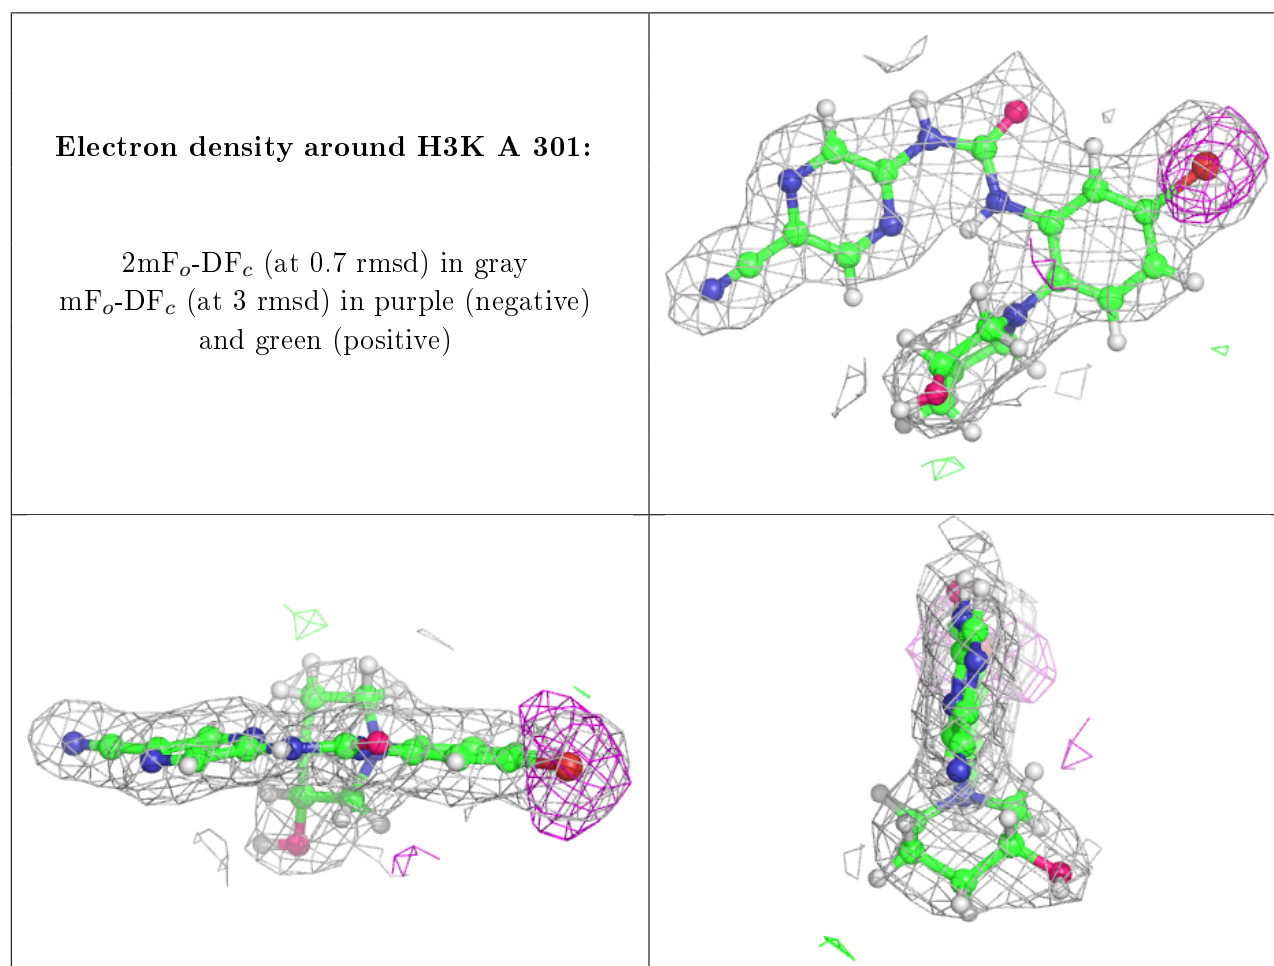 Electron density around H3K A 301:
2mFo-DFc (at 0.7 rmsd) in gray
mFo-DFc (at 3 rmsd) in purple (negative)
and green (positive)